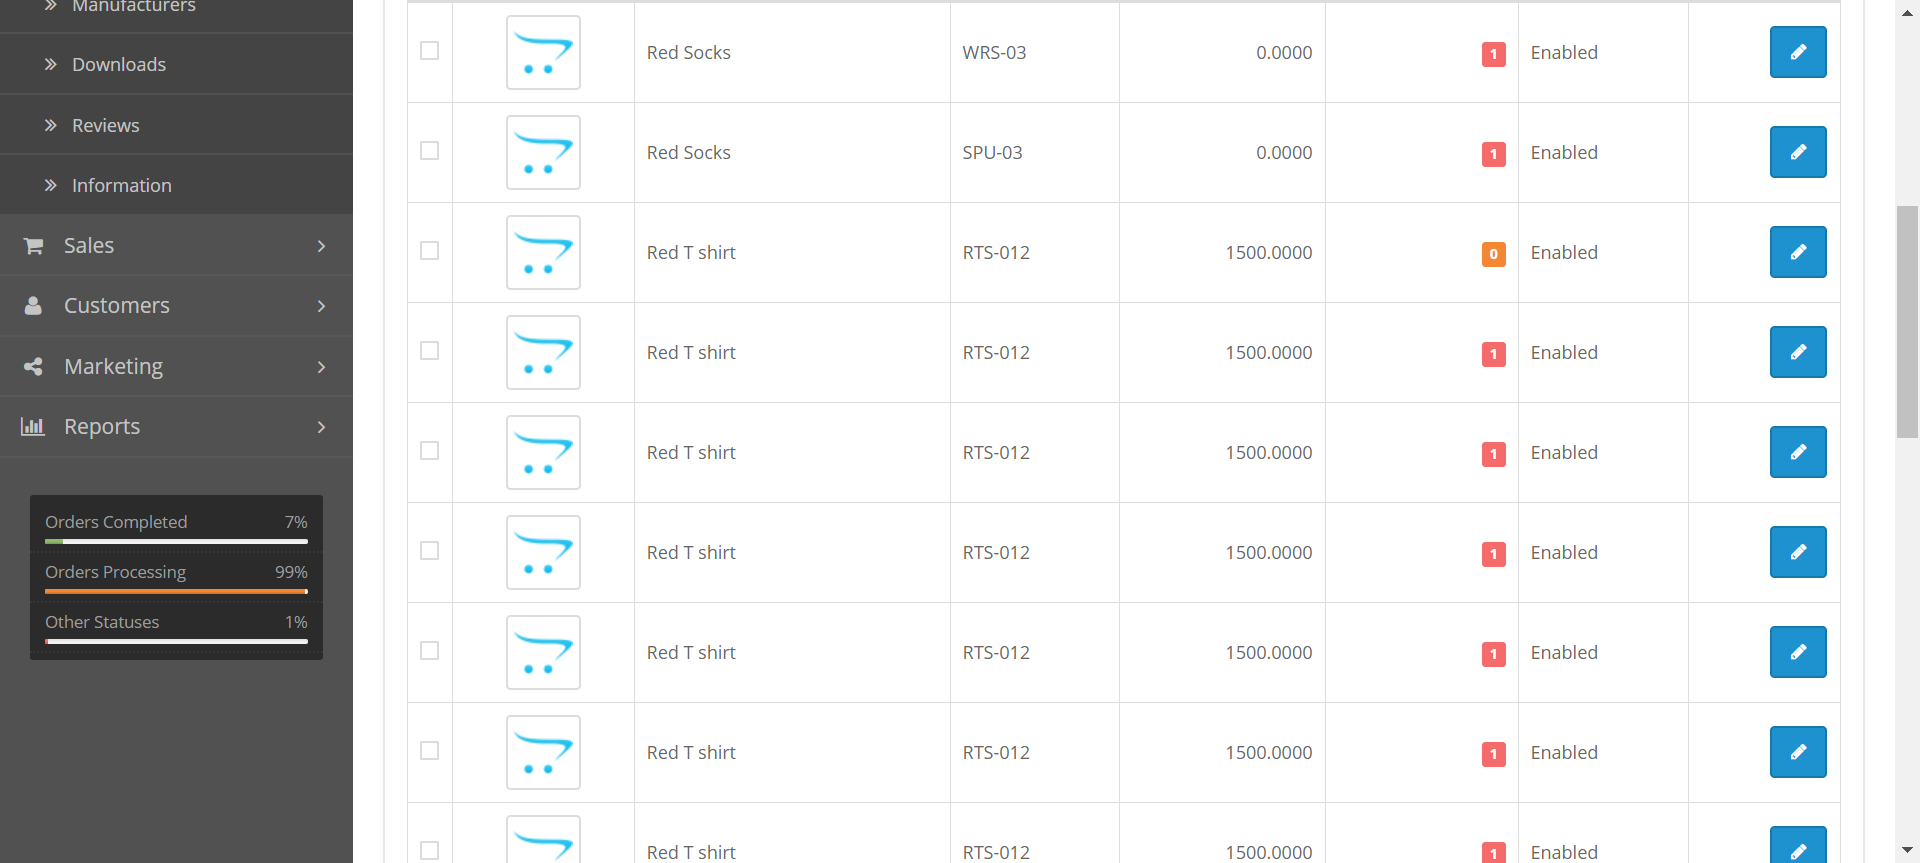 Manufacturers
Downloads
Reviews
Information
Sales
Customers
Marketing
Reports
Orders Completed 7%
Orders Processing 99%
Other Statuses 1%
Red Socks WRS-03 0.0000 1 Enabled
Red Socks SPU-03 0.0000 1 Enabled
Red T shirt RTS-012 1500.0000 0 Enabled
Red T shirt RTS-012 1500.0000 1 Enabled
Red T shirt RTS-012 1500.0000 1 Enabled
Red T shirt RTS-012 1500.0000 1 Enabled
Red T shirt RTS-012 1500.0000 1 Enabled
Red T shirt RTS-012 1500.0000 1 Enabled
Red T shirt RTS-012 1500.0000 1 Enabled